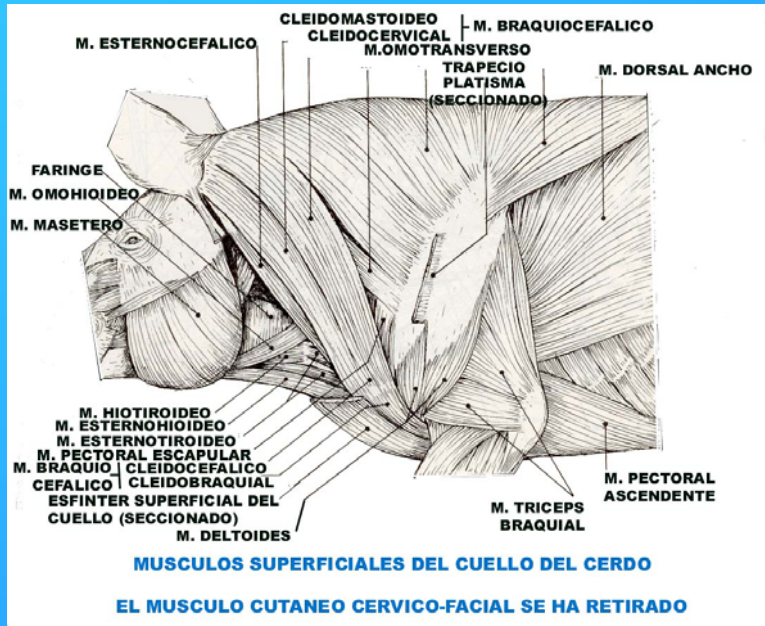 CLEIDOMASTOIDEO
CLEIDOCERVICAL
M. BRAQUIOCEFALICO
M. ESTERNOCEFALICO
M.OMOTRANSVERSO
TRAPECIO
PLATISMA
(SECCIONADO)
M. DORSAL ANCHO
FARINGE
M. OMOHIOIDEO
M. MASETERO
M. HIOTIROIDEO
M. ESTERNOHIOIDEO
M. ESTERNOTIROIDEO
M. PECTORAL ESCAPULAR
M. BRAQUIO
CEFALICO
CLEIDOCEFALICO
CLEIDOBRAQUIAL
ESFINTER SUPERFICIAL DEL
CUELLO (SECCIONADO)
M. DELTOIDES
M. TRICEPS
BRAQUIAL
M. PECTORAL
ASCENDENTE
MUSCULOS SUPERFICIALES DEL CUELLO DEL CERDO
EL MUSCULO CUTANEO CERVICO-FACIAL SE HA RETIRADO